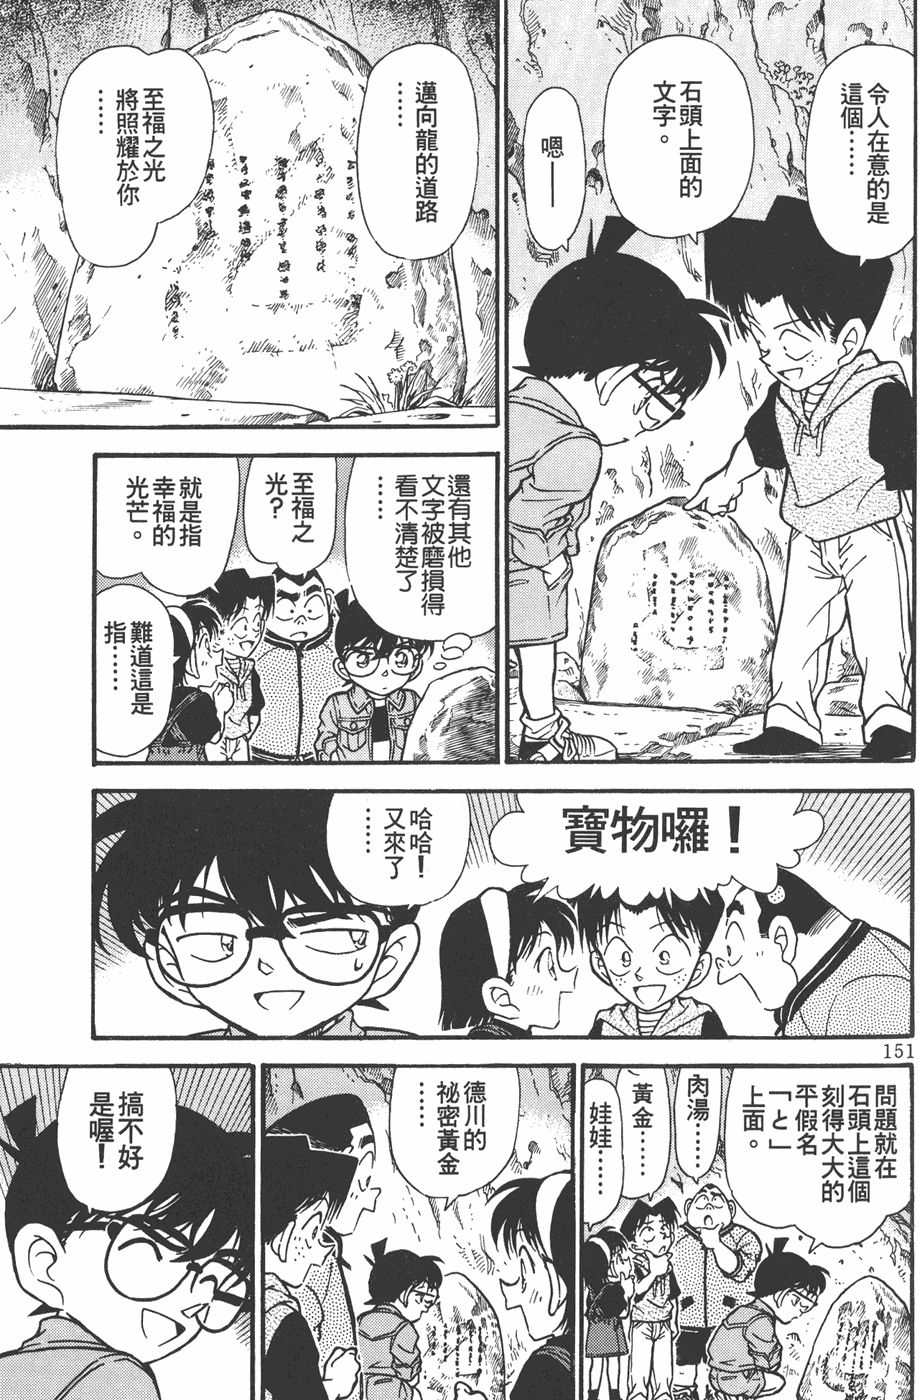 令人在意的是
這個……
石頭上面的
文字。
嗯——
邁向龍的道路
……
至福之光
將照耀於你
……
還有其他
文字被磨損得
看不清楚了
……
至福之
光?
就是指
幸福的
光芒。
難道這是
指……
寶物囉!
哈哈!
又來了
……
151
問題就在
石頭上這個
刻得大大的
平假名
「と」
上面。
肉湯……
黃金…
娃娃……
德川的
祕密黃金
……
搞不好
是喔!